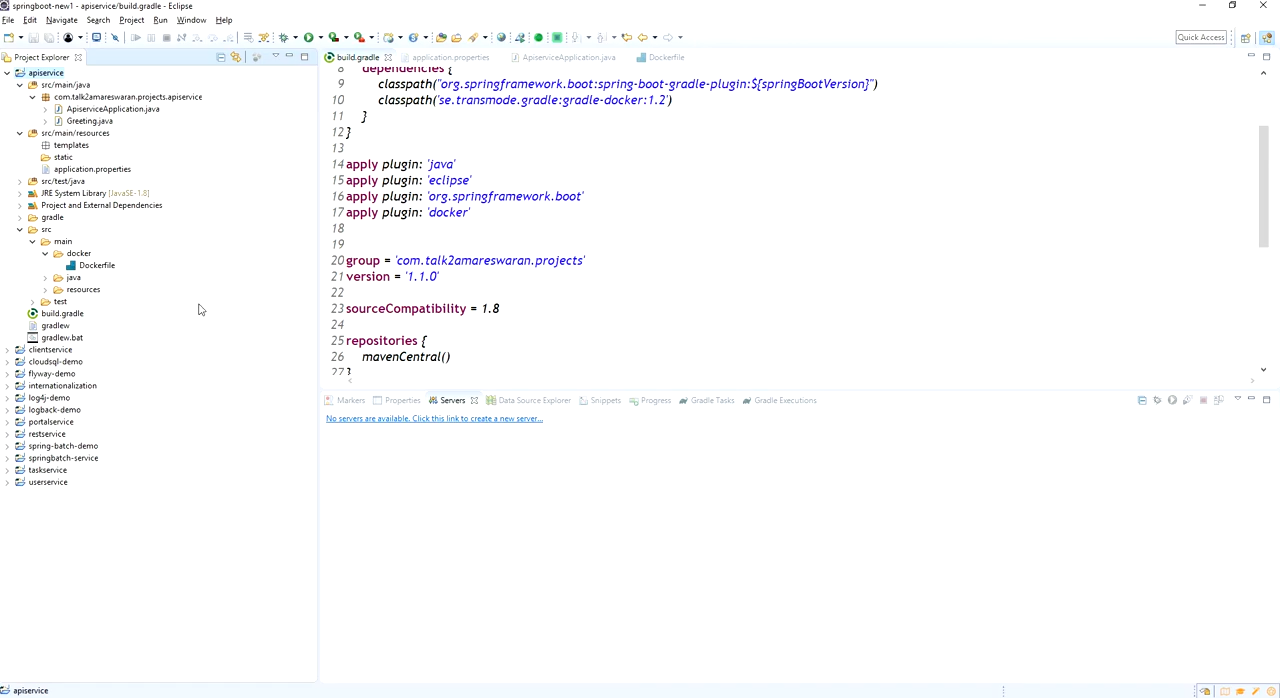 springboot-new1 - apiservice/build.gradle - Eclipse
File Edit Navigate Search Project Run Window Help
Quick Access
Project Explorer
build.gradle application.properties ApiserviceApplication.java Dockerfile
apiservice
src/main/java
com.talk2amareswaran.projects.apiservice
ApiserviceApplication.java
Greeting.java
src/main/resources
templates
static
application.properties
src/test/java
JRE System Library [JavaSE-1.8]
Project and External Dependencies
gradle
src
main
docker
Dockerfile
java
resources
test
build.gradle
gradlew
gradlew.bat
clientservice
cloudsql-demo
flyway-demo
internationalization
log4j-demo
logback-demo
portalservice
restservice
spring-batch-demo
springbatch-service
taskservice
userservice
8 dependencies {
9 classpath("org.springframework.boot:spring-boot-gradle-plugin:${springBootVersion}")
10 classpath('se.transmode.gradle:gradle-docker:1.2')
11 }
12 }
13
14 apply plugin: 'java'
15 apply plugin: 'eclipse'
16 apply plugin: 'org.springframework.boot'
17 apply plugin: 'docker'
18
19
20 group = 'com.talk2amareswaran.projects'
21 version = '1.1.0'
22
23 sourceCompatibility = 1.8
24
25 repositories {
26 mavenCentral()
27 }
Markers Properties Servers Data Source Explorer Snippets Progress Gradle Tasks Gradle Executions
No servers are available. Click this link to create a new server...
apiservice